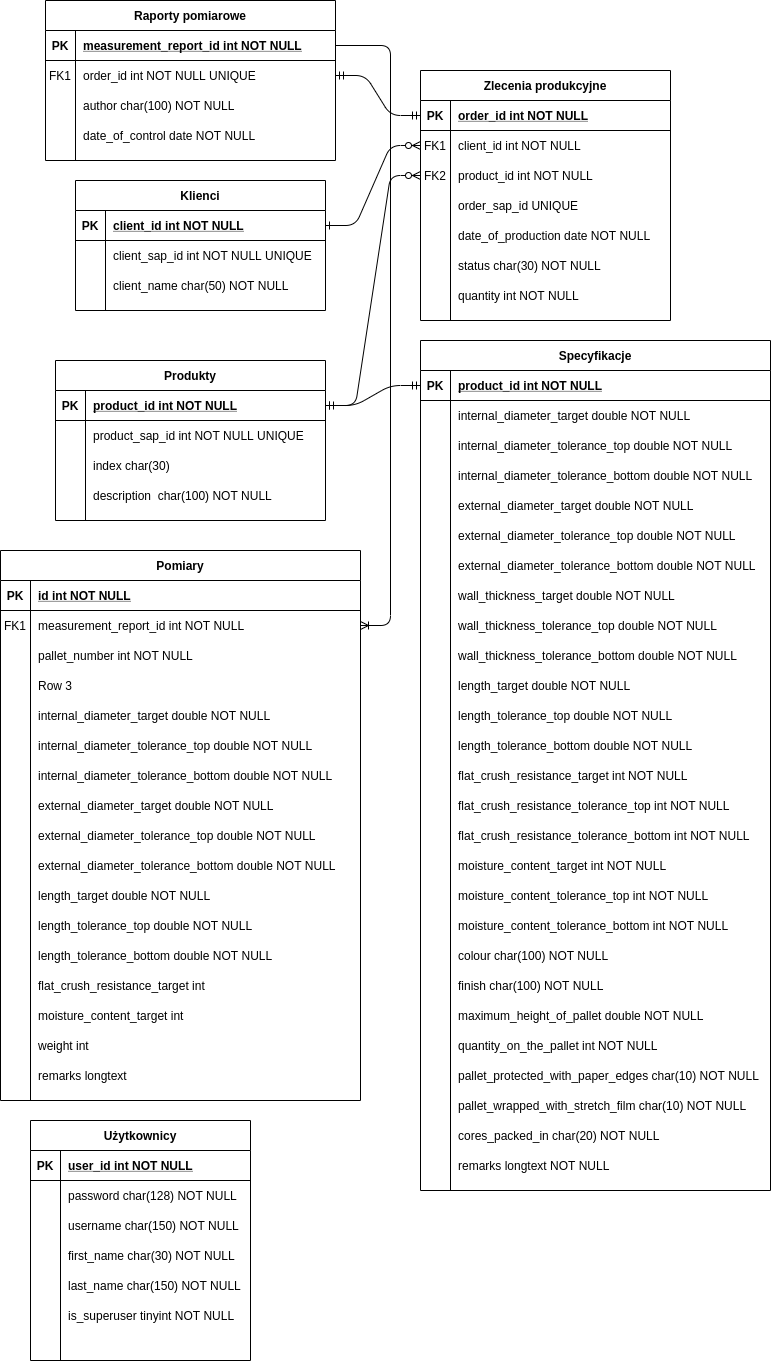 Raporty pomiarowe
PK measurement_report_id int NOT NULL
FK1 order_id int NOT NULL UNIQUE
author char(100) NOT NULL
date_of_control date NOT NULL
Klienci
PK client_id int NOT NULL
client_sap_id int NOT NULL UNIQUE
client_name char(50) NOT NULL
Produkty
PK product_id int NOT NULL
product_sap_id int NOT NULL UNIQUE
index char(30)
description char(100) NOT NULL
Pomiary
PK id int NOT NULL
FK1 measurement_report_id int NOT NULL
pallet_number int NOT NULL
Row 3
internal_diameter_target double NOT NULL
internal_diameter_tolerance_top double NOT NULL
internal_diameter_tolerance_bottom double NOT NULL
external_diameter_target double NOT NULL
external_diameter_tolerance_top double NOT NULL
external_diameter_tolerance_bottom double NOT NULL
length_target double NOT NULL
length_tolerance_top double NOT NULL
length_tolerance_bottom double NOT NULL
flat_crush_resistance_target int
moisture_content_target int
weight int
remarks longtext
Użytkownicy
PK user_id int NOT NULL
password char(128) NOT NULL
username char(150) NOT NULL
first_name char(30) NOT NULL
last_name char(150) NOT NULL
is_superuser tinyint NOT NULL
Zlecenia produkcyjne
PK order_id int NOT NULL
FK1 client_id int NOT NULL
FK2 product_id int NOT NULL
order_sap_id UNIQUE
date_of_production date NOT NULL
status char(30) NOT NULL
quantity int NOT NULL
Specyfikacje
PK product_id int NOT NULL
internal_diameter_target double NOT NULL
internal_diameter_tolerance_top double NOT NULL
internal_diameter_tolerance_bottom double NOT NULL
external_diameter_target double NOT NULL
external_diameter_tolerance_top double NOT NULL
external_diameter_tolerance_bottom double NOT NULL
wall_thickness_target double NOT NULL
wall_thickness_tolerance_top double NOT NULL
wall_thickness_tolerance_bottom double NOT NULL
length_target double NOT NULL
length_tolerance_top double NOT NULL
length_tolerance_bottom double NOT NULL
flat_crush_resistance_target int NOT NULL
flat_crush_resistance_tolerance_top int NOT NULL
flat_crush_resistance_tolerance_bottom int NOT NULL
moisture_content_target int NOT NULL
moisture_content_tolerance_top int NOT NULL
moisture_content_tolerance_bottom int NOT NULL
colour char(100) NOT NULL
finish char(100) NOT NULL
maximum_height_of_pallet double NOT NULL
quantity_on_the_pallet int NOT NULL
pallet_protected_with_paper_edges char(10) NOT NULL
pallet_wrapped_with_stretch_film char(10) NOT NULL
cores_packed_in char(20) NOT NULL
remarks longtext NOT NULL